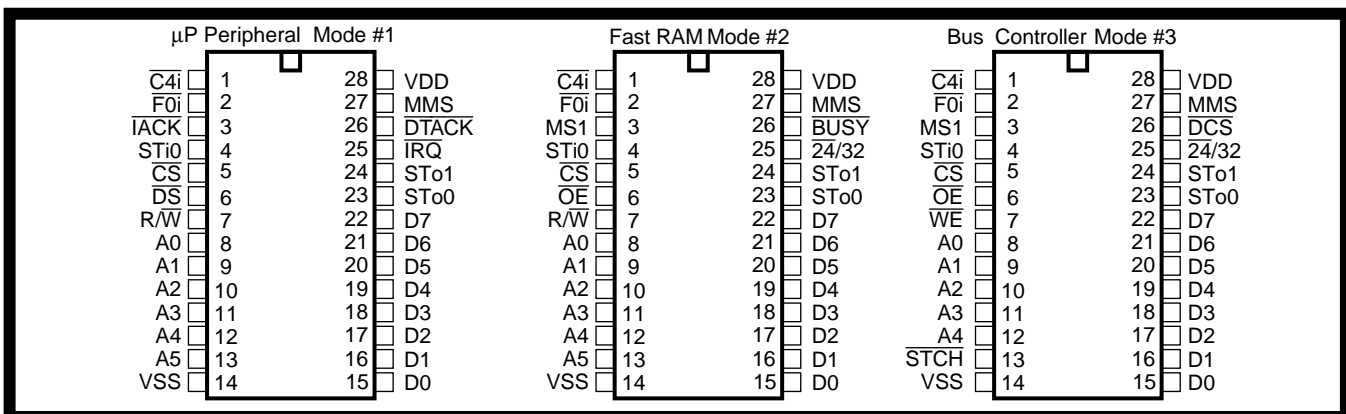 µP Peripheral Mode #1 Fast RAM Mode #2 Bus Controller Mode #3
C4i 1 28 VDD C4i 1 28 VDD C4i 1 28 VDD
F0i 2 27 MMS F0i 2 27 MMS F0i 2 27 MMS
IACK 3 26 DTACK MS1 3 26 BUSY MS1 3 26 DCS
STi0 4 25 IRQ STi0 4 25 24/32 STi0 4 25 24/32
CS 5 24 STo1 CS 5 24 STo1 CS 5 24 STo1
DS 6 23 STo0 OE 6 23 STo0 OE 6 23 STo0
R/W 7 22 D7 R/W 7 22 D7 WE 7 22 D7
A0 8 21 D6 A0 8 21 D6 A0 8 21 D6
A1 9 20 D5 A1 9 20 D5 A1 9 20 D5
A2 10 19 D4 A2 10 19 D4 A2 10 19 D4
A3 11 18 D3 A3 11 18 D3 A3 11 18 D3
A4 12 17 D2 A4 12 17 D2 A4 12 17 D2
A5 13 16 D1 A5 13 16 D1 STCH 13 16 D1
VSS 14 15 D0 VSS 14 15 D0 VSS 14 15 D0